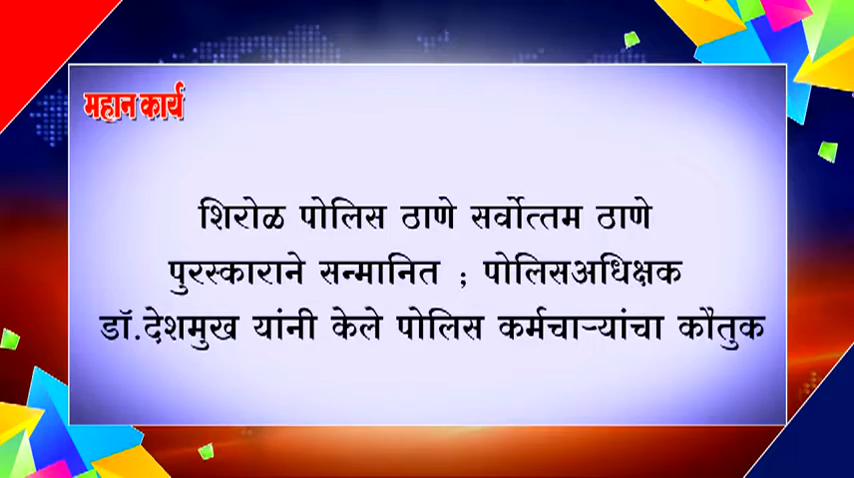 महान कार्य
शिरोळ पोलिस ठाणे सर्वोत्तम ठाणे
पुरस्काराने सन्मानित ; पोलिसअधिक्षक
डॉ.देशमुख यांनी केले पोलिस कर्मचाऱ्यांचा कौतुक